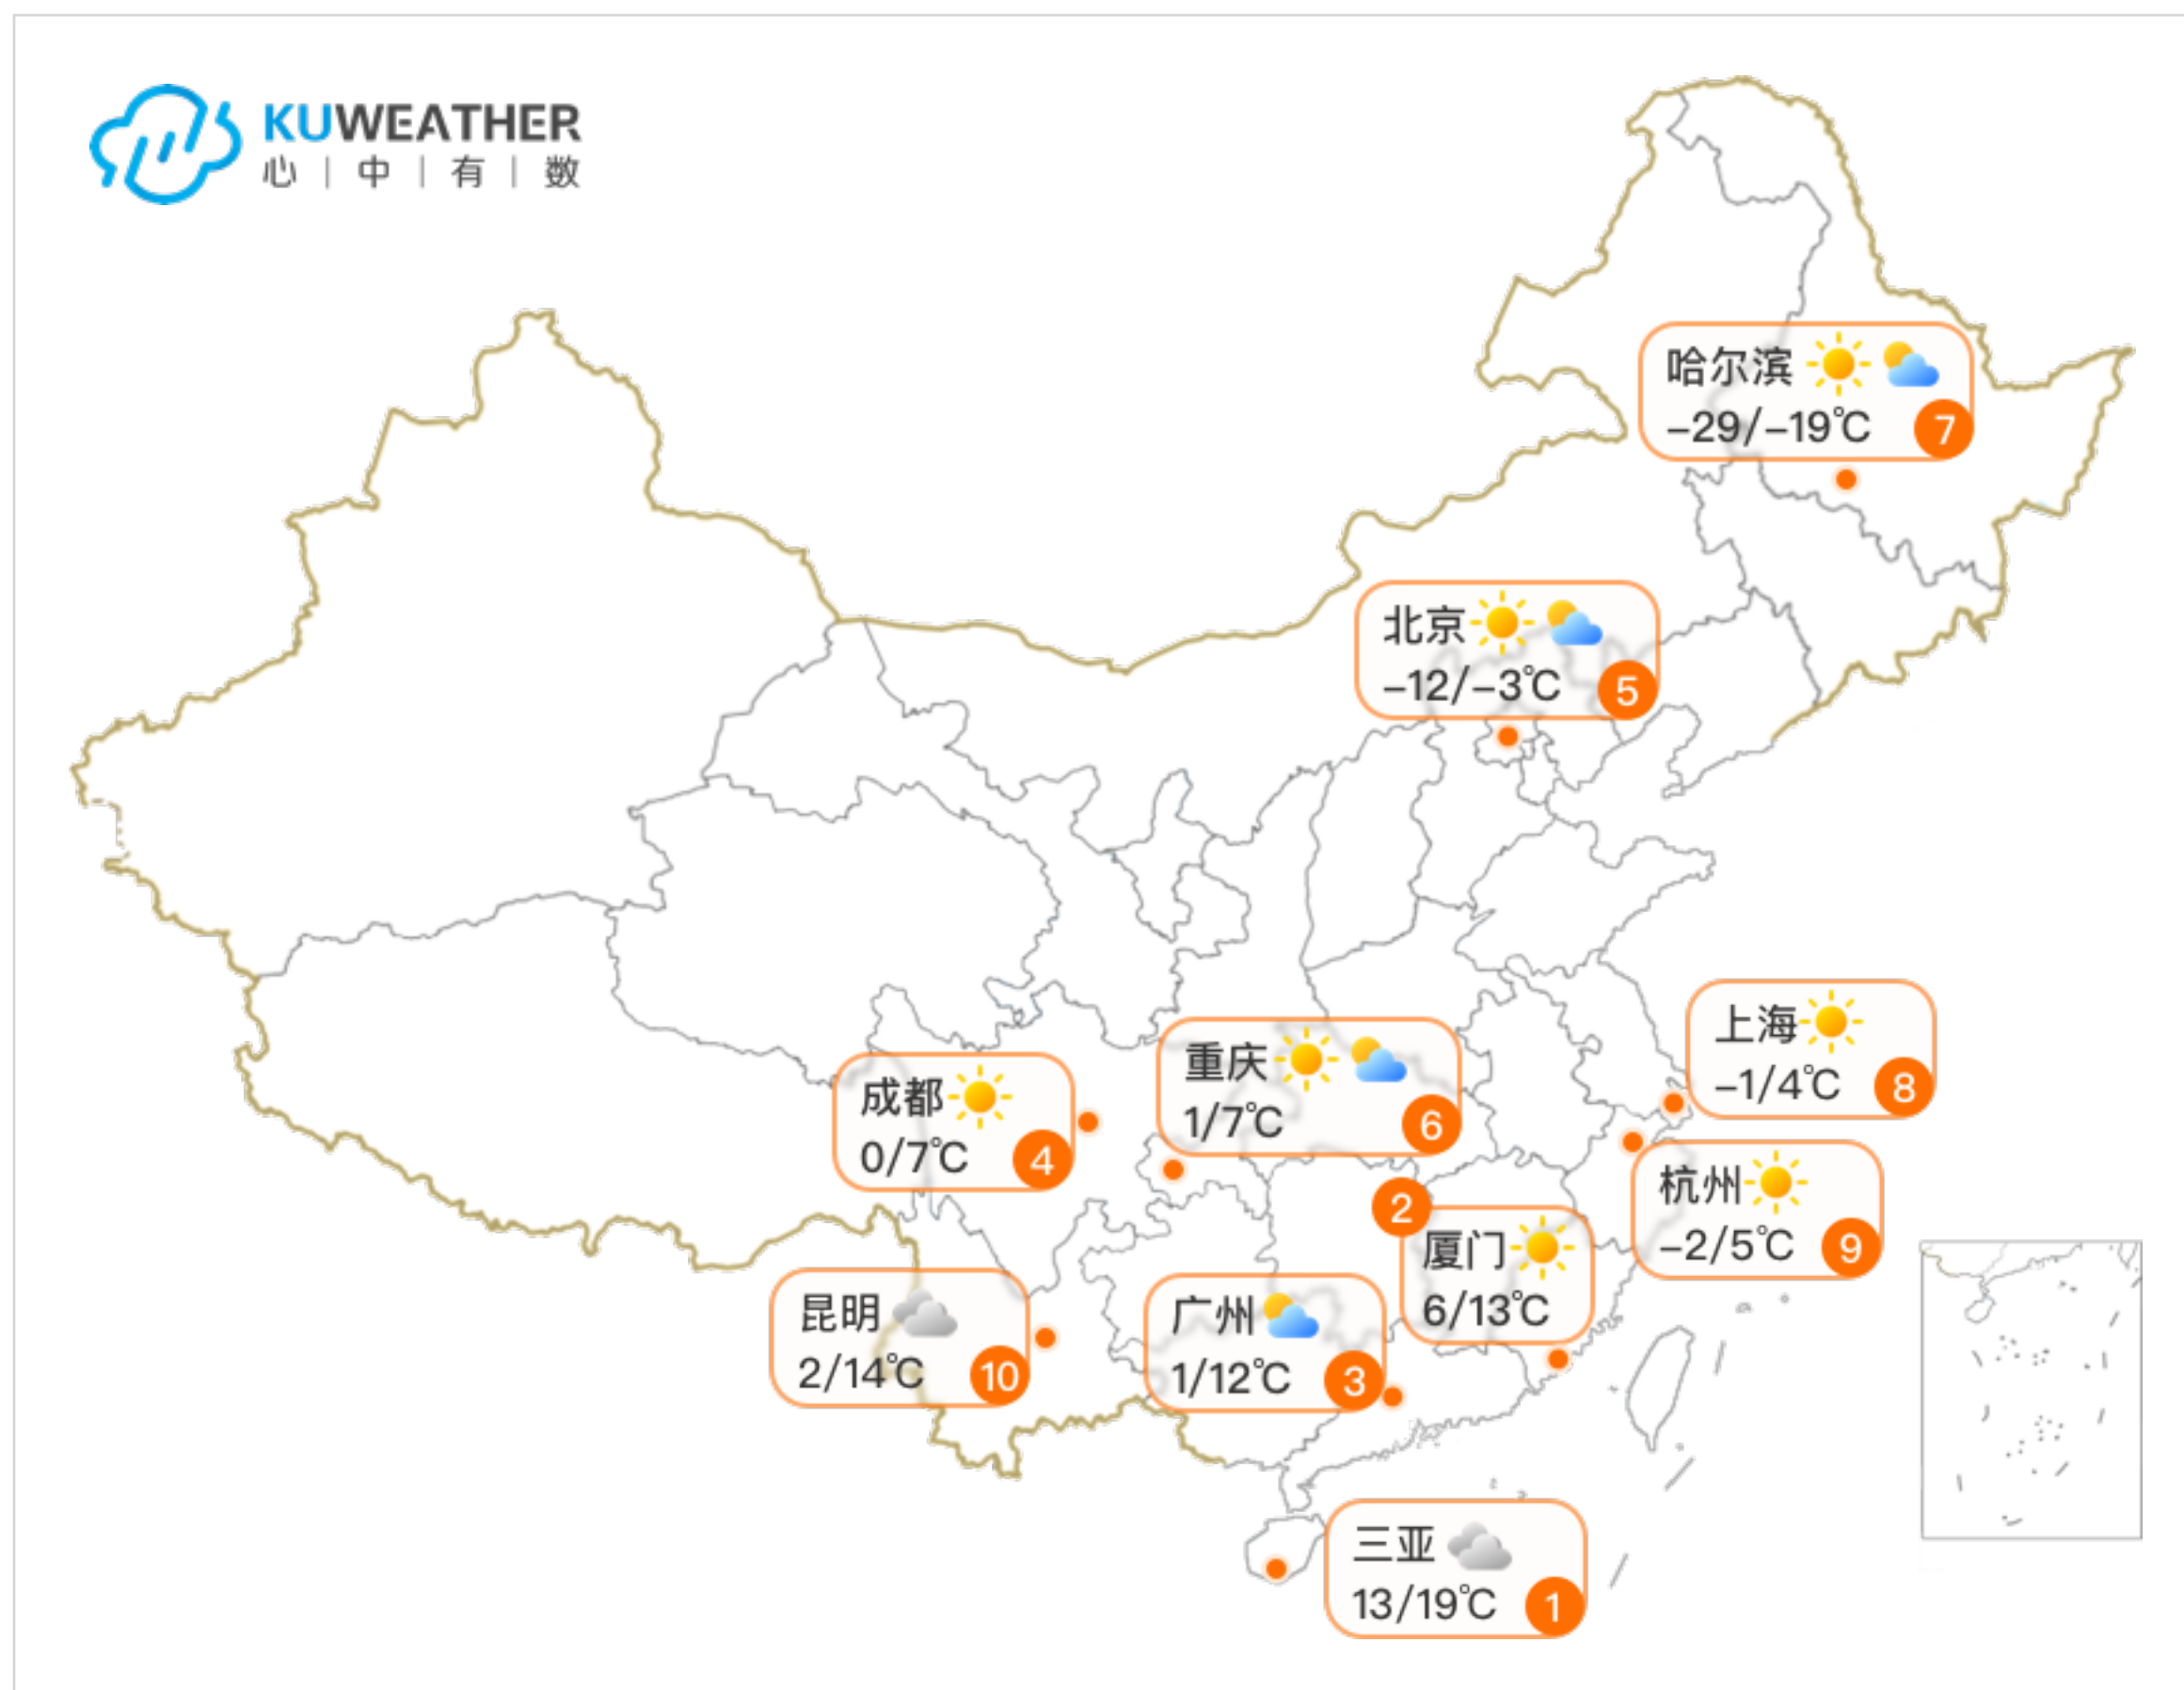 KUWEATHER
心｜中｜有｜数
哈尔滨
-29/-19℃
7
北京
-12/-3℃
5
上海
-1/4℃
8
重庆
1/7℃
6
成都
0/7℃
4
杭州
-2/5℃
9
2
厦门
6/13℃
昆明
2/14℃
10
广州
1/12℃
3
三亚
13/19℃
1